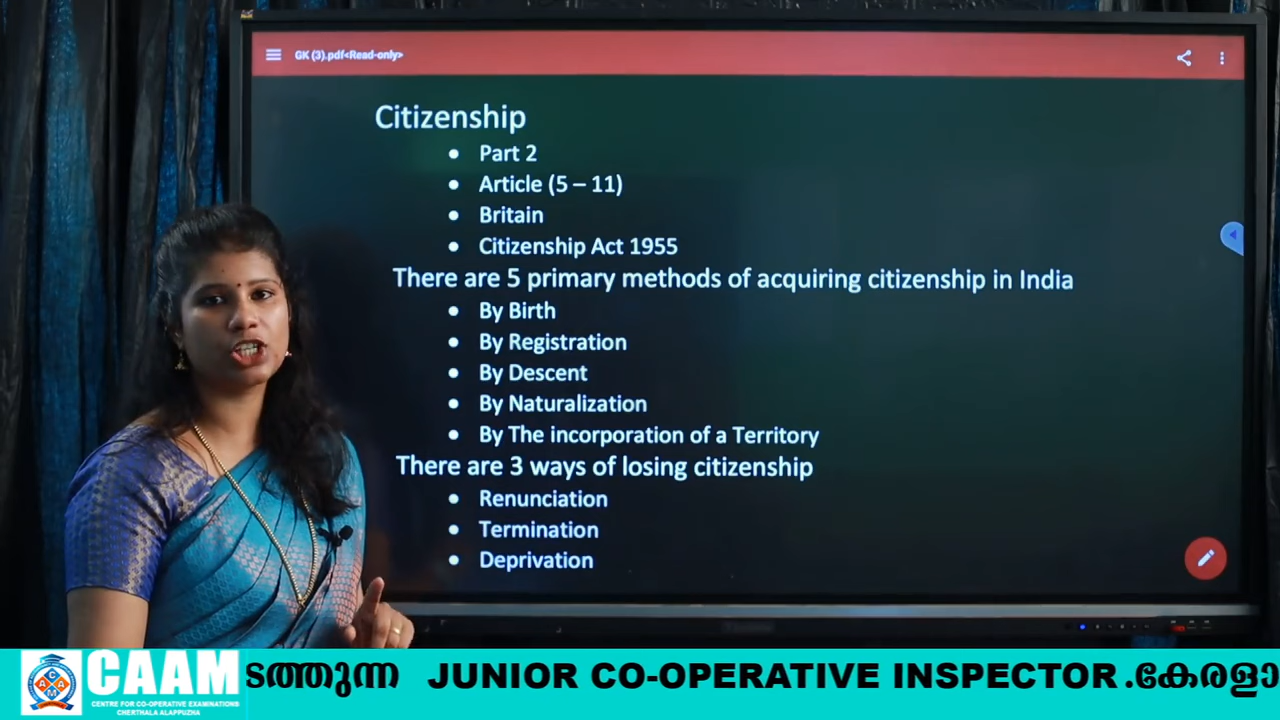 GK (3).pdf<Read-only>
Citizenship
• Part 2
• Article (5 – 11)
• Britain
• Citizenship Act 1955
There are 5 primary methods of acquiring citizenship in India
• By Birth
• By Registration
• By Descent
• By Naturalization
• By The incorporation of a Territory
There are 3 ways of losing citizenship
• Renunciation
• Termination
• Deprivation
CAAM
CENTRE FOR CO-OPERATIVE EXAMINATIONS
CHERTHALA ALAPPUZHA
ടത്തുന്ന JUNIOR CO-OPERATIVE INSPECTOR .കേരളാ